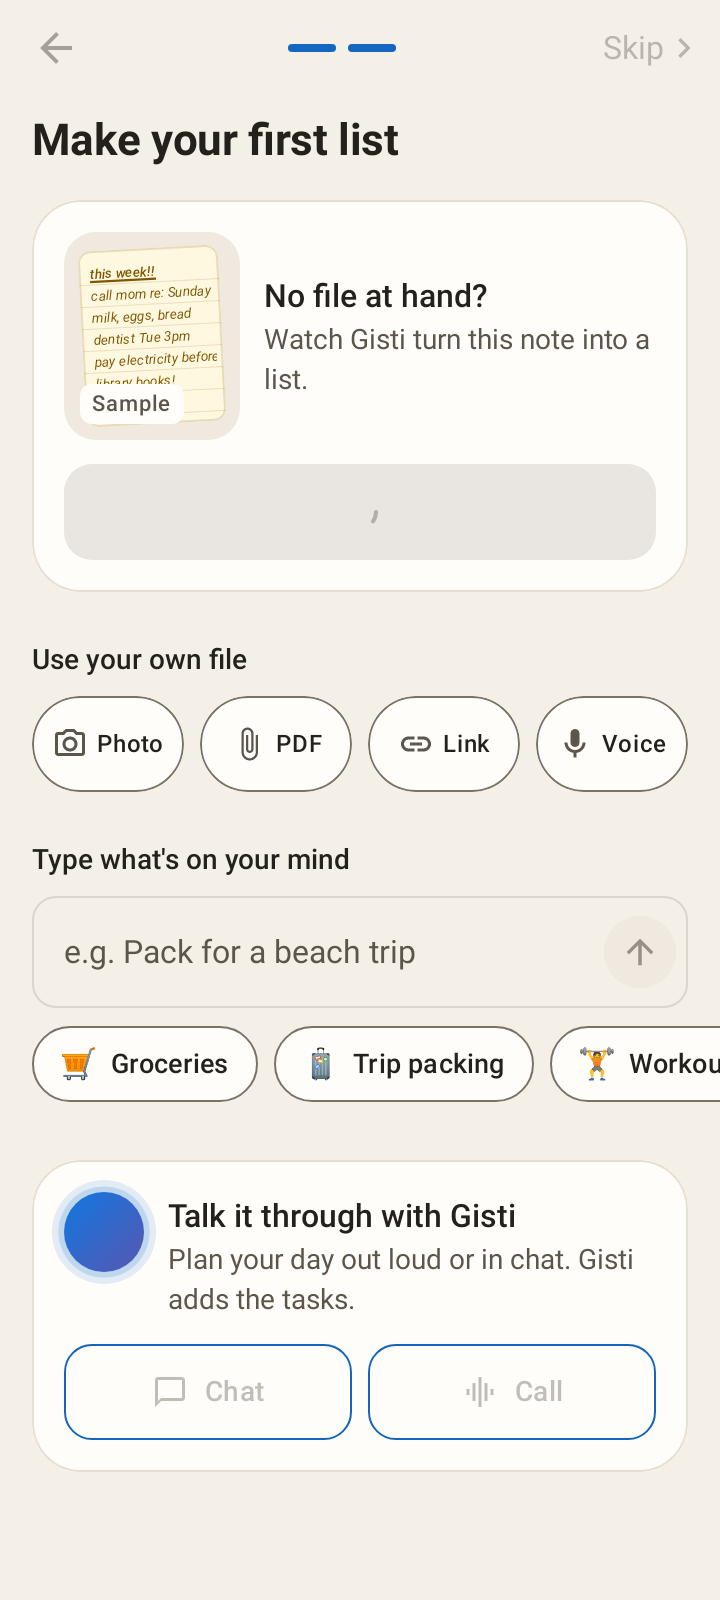 Skip
Make your first list
this week!!
call mom re: Sunday
milk, eggs, bread
dentist Tue 3pm
pay electricity before
library books!
Sample
No file at hand?
Watch Gisti turn this note into a
list.
Use your own file
Photo
PDF
Link
Voice
Type what's on your mind
e.g. Pack for a beach trip
Groceries
Trip packing
Workou
Talk it through with Gisti
Plan your day out loud or in chat. Gisti
adds the tasks.
Chat
Call